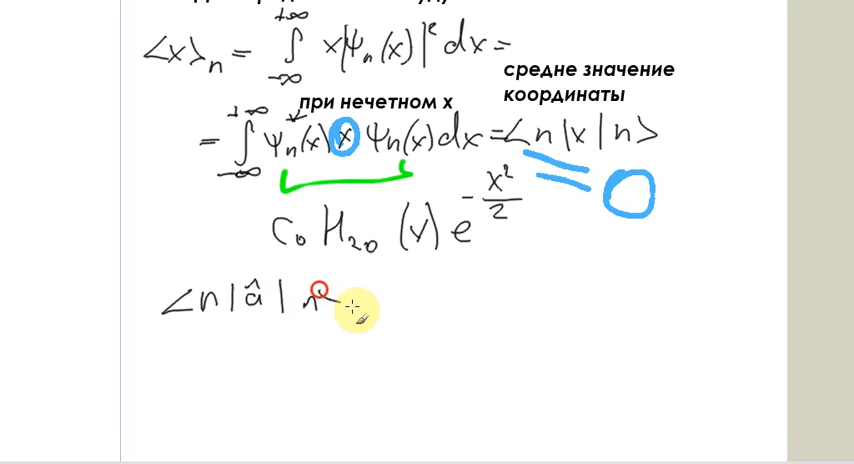 +∞
<x>ₙ = ∫ x|Ψₙ(x)|² dx =
-∞
средне значение
координаты
при нечетном x
+∞
= ∫ Ψₙ(x) x Ψₙ(x) dx = <n|x|n> = 0
-∞
C₀ H₂₀ (x) e^(-x²/2)
<n|â|n